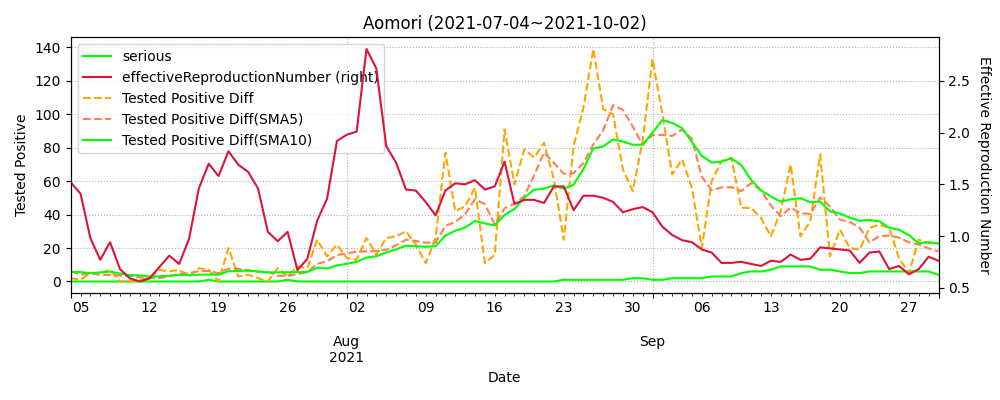 Aomori (2021-07-04~2021-10-02)
serious
effectiveReproductionNumber (right)
Tested Positive Diff
Tested Positive Diff(SMA5)
Tested Positive Diff(SMA10)
Tested Positive
140
120
100
80
60
40
20
0
2.5
2.0
1.5
1.0
0.5
Effective Reproduction Number
05 12 19 26 02 09 16 23 30 06 13 20 27
Aug Sep
2021
Date